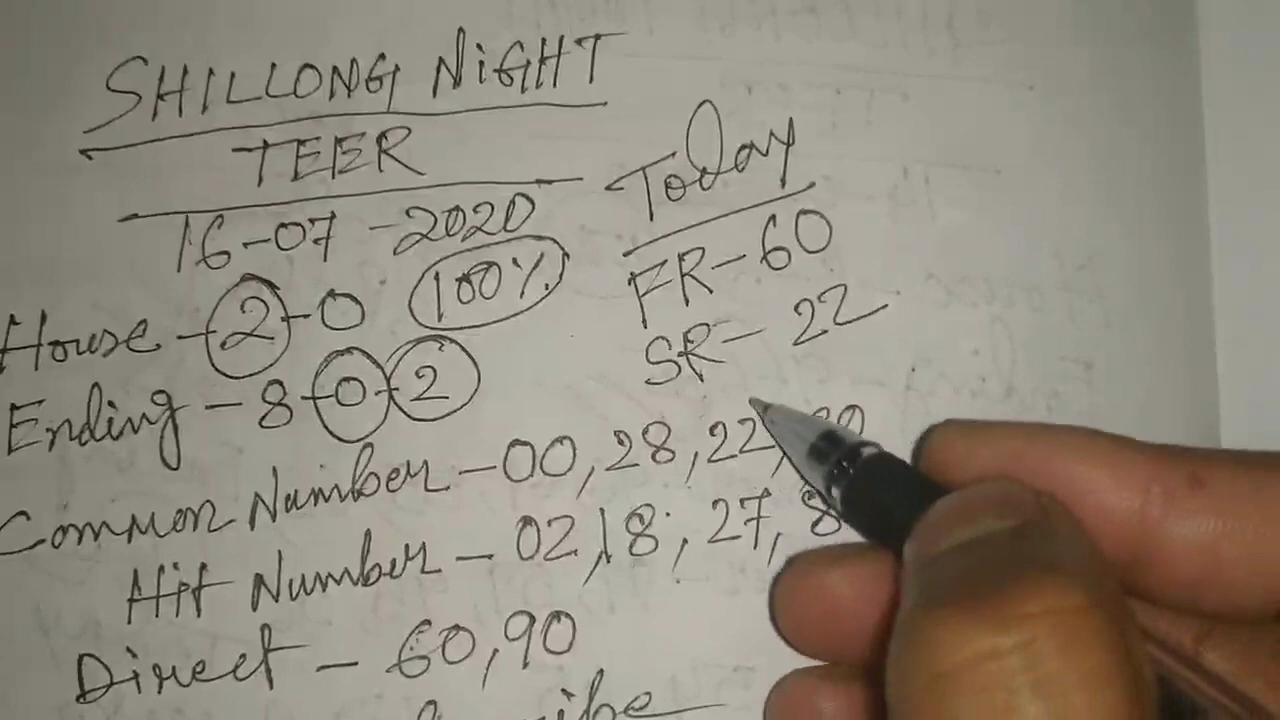 SHILLONG NiGHT
TEER
16-07-2020
House - 2-0 100%
Ending - 8-0-2
Today
FR-60
SR-22
Common Number - 00, 28, 22,
Hit Number - 02, 18, 27,
Direct - 60, 90